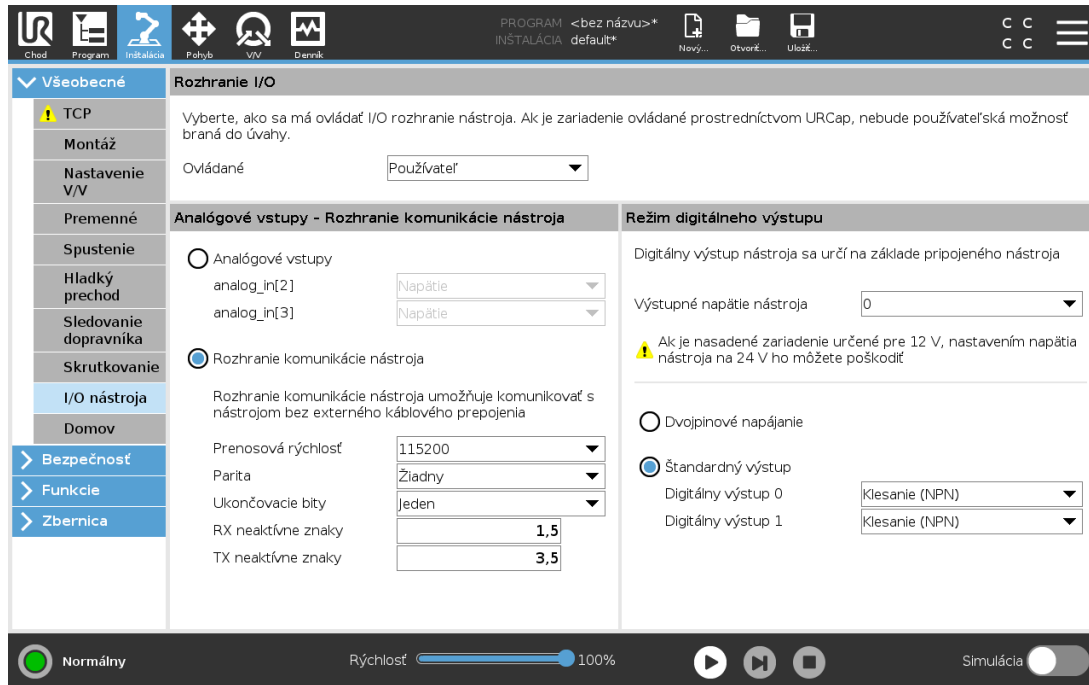 UR
Chod
Program
Inštalácia
Pohyb
V/V
Denník
PROGRAM <bez názvu>*
INŠTALÁCIA default*
Nový...
Otvoriť...
Uložiť...
C C
C C
Všeobecné
TCP
Montáž
Nastavenie
V/V
Premenné
Spustenie
Hladký
prechod
Sledovanie
dopravníka
Skrutkovanie
I/O nástroja
Domov
Bezpečnosť
Funkcie
Zbernica
Rozhranie I/O
Vyberte, ako sa má ovládať I/O rozhranie nástroja. Ak je zariadenie ovládané prostredníctvom URCap, nebude používateľská možnosť
braná do úvahy.
Ovládané
Používateľ
Analógové vstupy - Rozhranie komunikácie nástroja
Analógové vstupy
analog_in[2] Napätie
analog_in[3] Napätie
Rozhranie komunikácie nástroja
Rozhranie komunikácie nástroja umožňuje komunikovať s
nástrojom bez externého káblového prepojenia
Prenosová rýchlosť 115200
Parita Žiadny
Ukončovacie bity Jeden
RX neaktívne znaky 1,5
TX neaktívne znaky 3,5
Režim digitálneho výstupu
Digitálny výstup nástroja sa určí na základe pripojeného nástroja
Výstupné napätie nástroja 0
Ak je nasadené zariadenie určené pre 12 V, nastavením napätia
nástroja na 24 V ho môžete poškodiť
Dvojpinové napájanie
Štandardný výstup
Digitálny výstup 0 Klesanie (NPN)
Digitálny výstup 1 Klesanie (NPN)
Normálny
Rýchlosť 100%
Simulácia